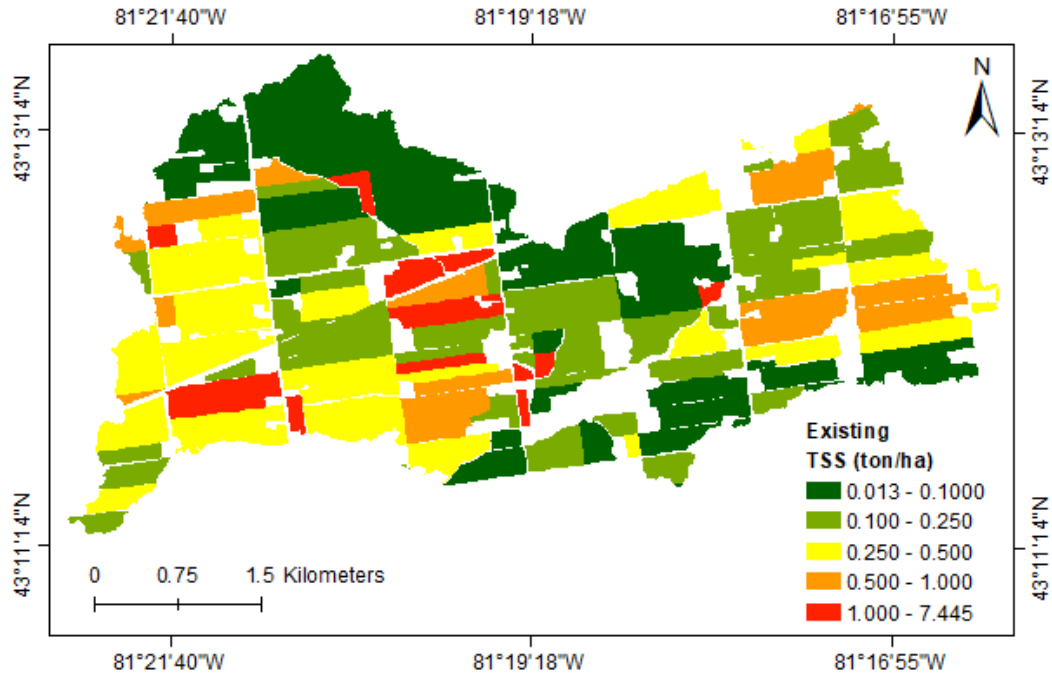 81°21'40"W 81°19'18"W 81°16'55"W
N
43°13'14"N 43°13'14"N
Existing
TSS (ton/ha)
0.013 - 0.1000
0.100 - 0.250
0.250 - 0.500
0.500 - 1.000
1.000 - 7.445
43°11'14"N 43°11'14"N
0 0.75 1.5 Kilometers
81°21'40"W 81°19'18"W 81°16'55"W